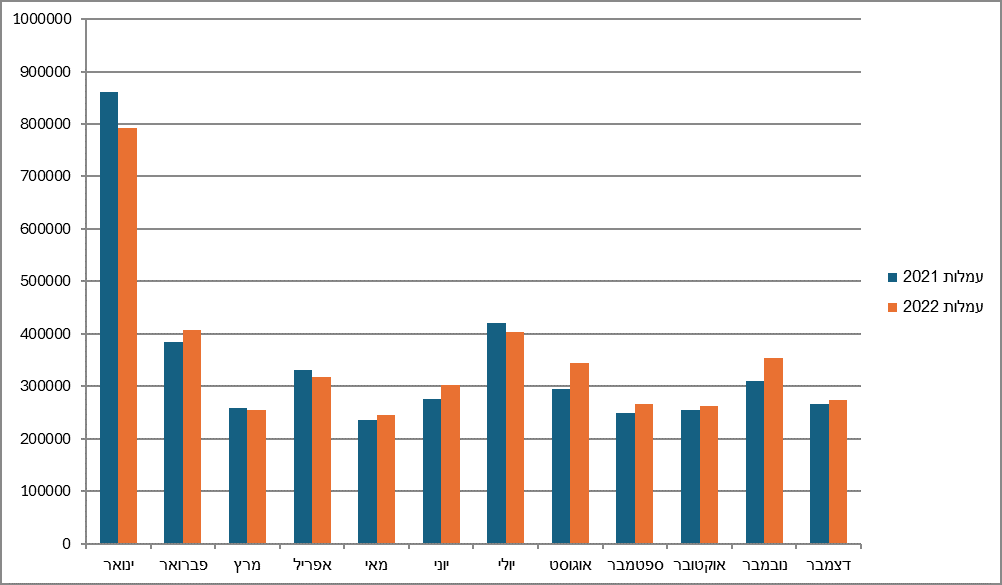 1000000
900000
800000
700000
600000
500000
400000
300000
200000
100000
0
ינואר
פברואר
מרץ
אפריל
מאי
יוני
יולי
אוגוסט
ספטמבר
אוקטובר
נובמבר
דצמבר
עמלות 2021
עמלות 2022